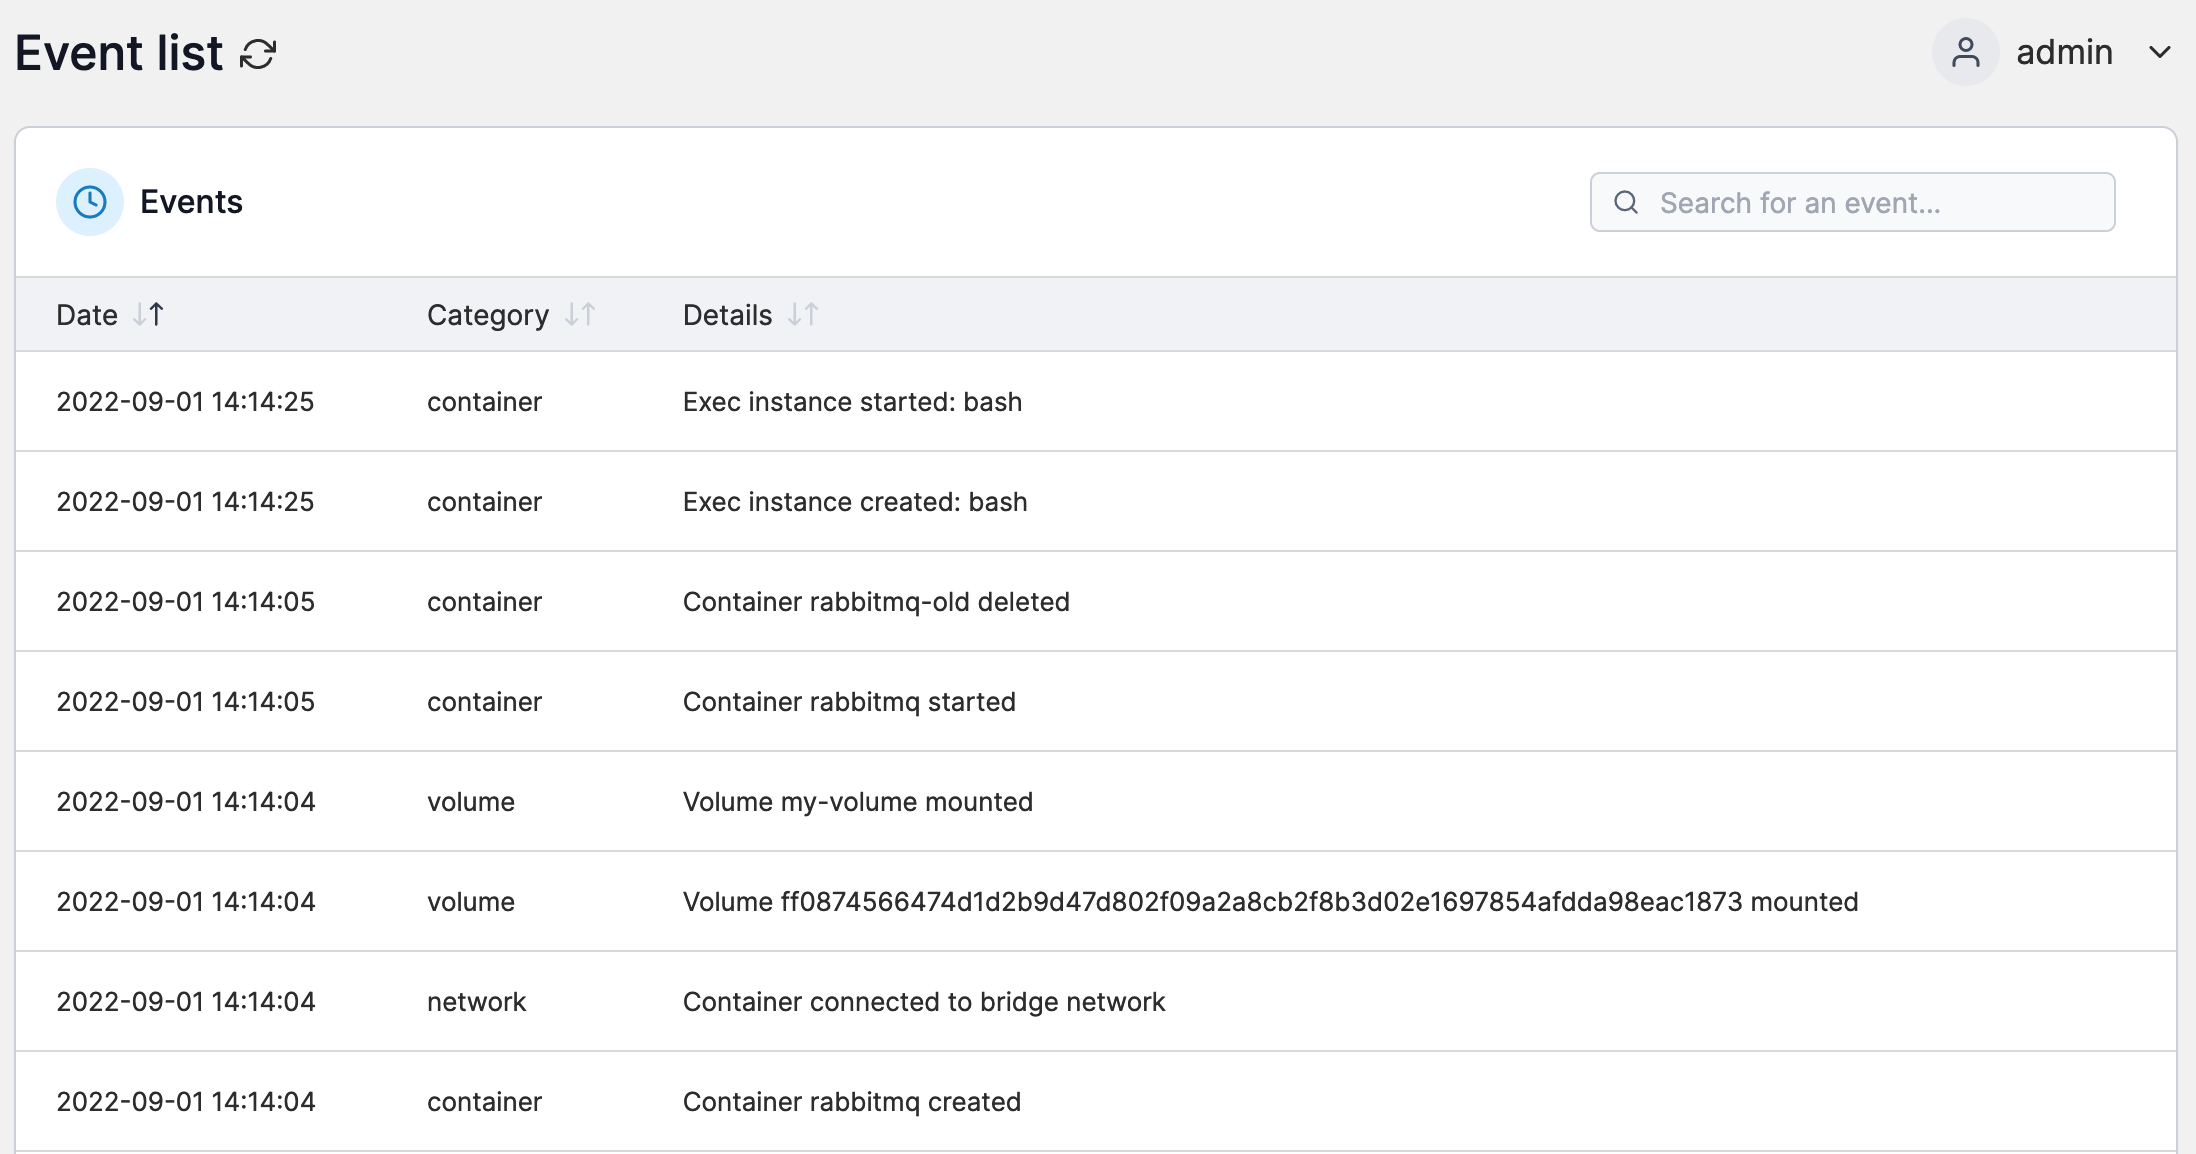 Event list
admin
Events
Search for an event...
Date Category Details
2022-09-01 14:14:25 container Exec instance started: bash
2022-09-01 14:14:25 container Exec instance created: bash
2022-09-01 14:14:05 container Container rabbitmq-old deleted
2022-09-01 14:14:05 container Container rabbitmq started
2022-09-01 14:14:04 volume Volume my-volume mounted
2022-09-01 14:14:04 volume Volume ff0874566474d1d2b9d47d802f09a2a8cb2f8b3d02e1697854afdda98eac1873 mounted
2022-09-01 14:14:04 network Container connected to bridge network
2022-09-01 14:14:04 container Container rabbitmq created